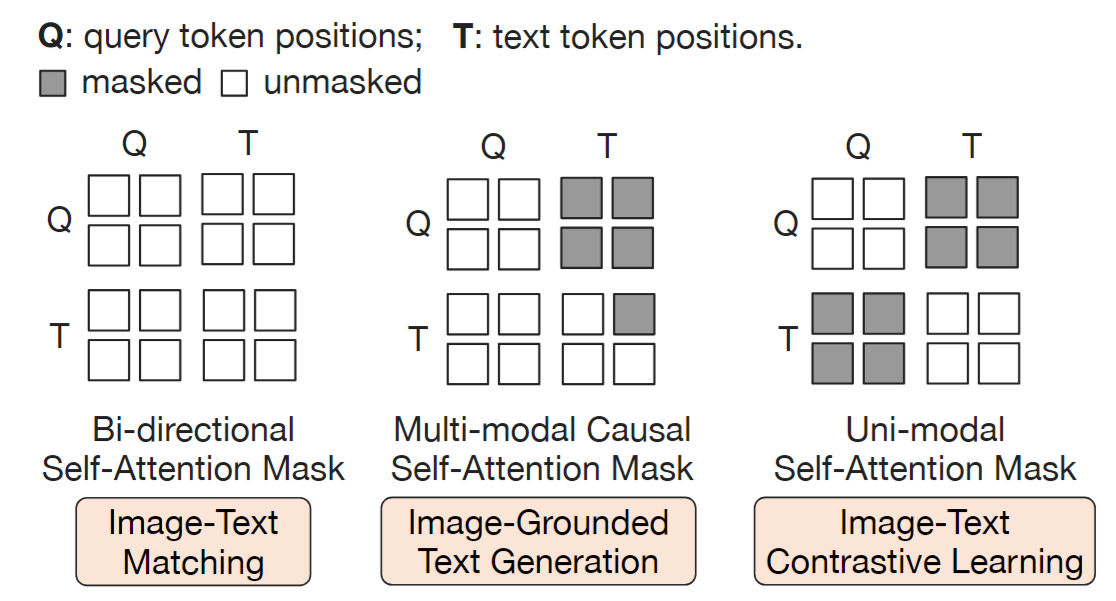 Q: query token positions; T: text token positions.
masked unmasked
Q T
Q
T
Bi-directional
Self-Attention Mask
Image-Text
Matching
Q T
Q
T
Multi-modal Causal
Self-Attention Mask
Image-Grounded
Text Generation
Q T
Q
T
Uni-modal
Self-Attention Mask
Image-Text
Contrastive Learning